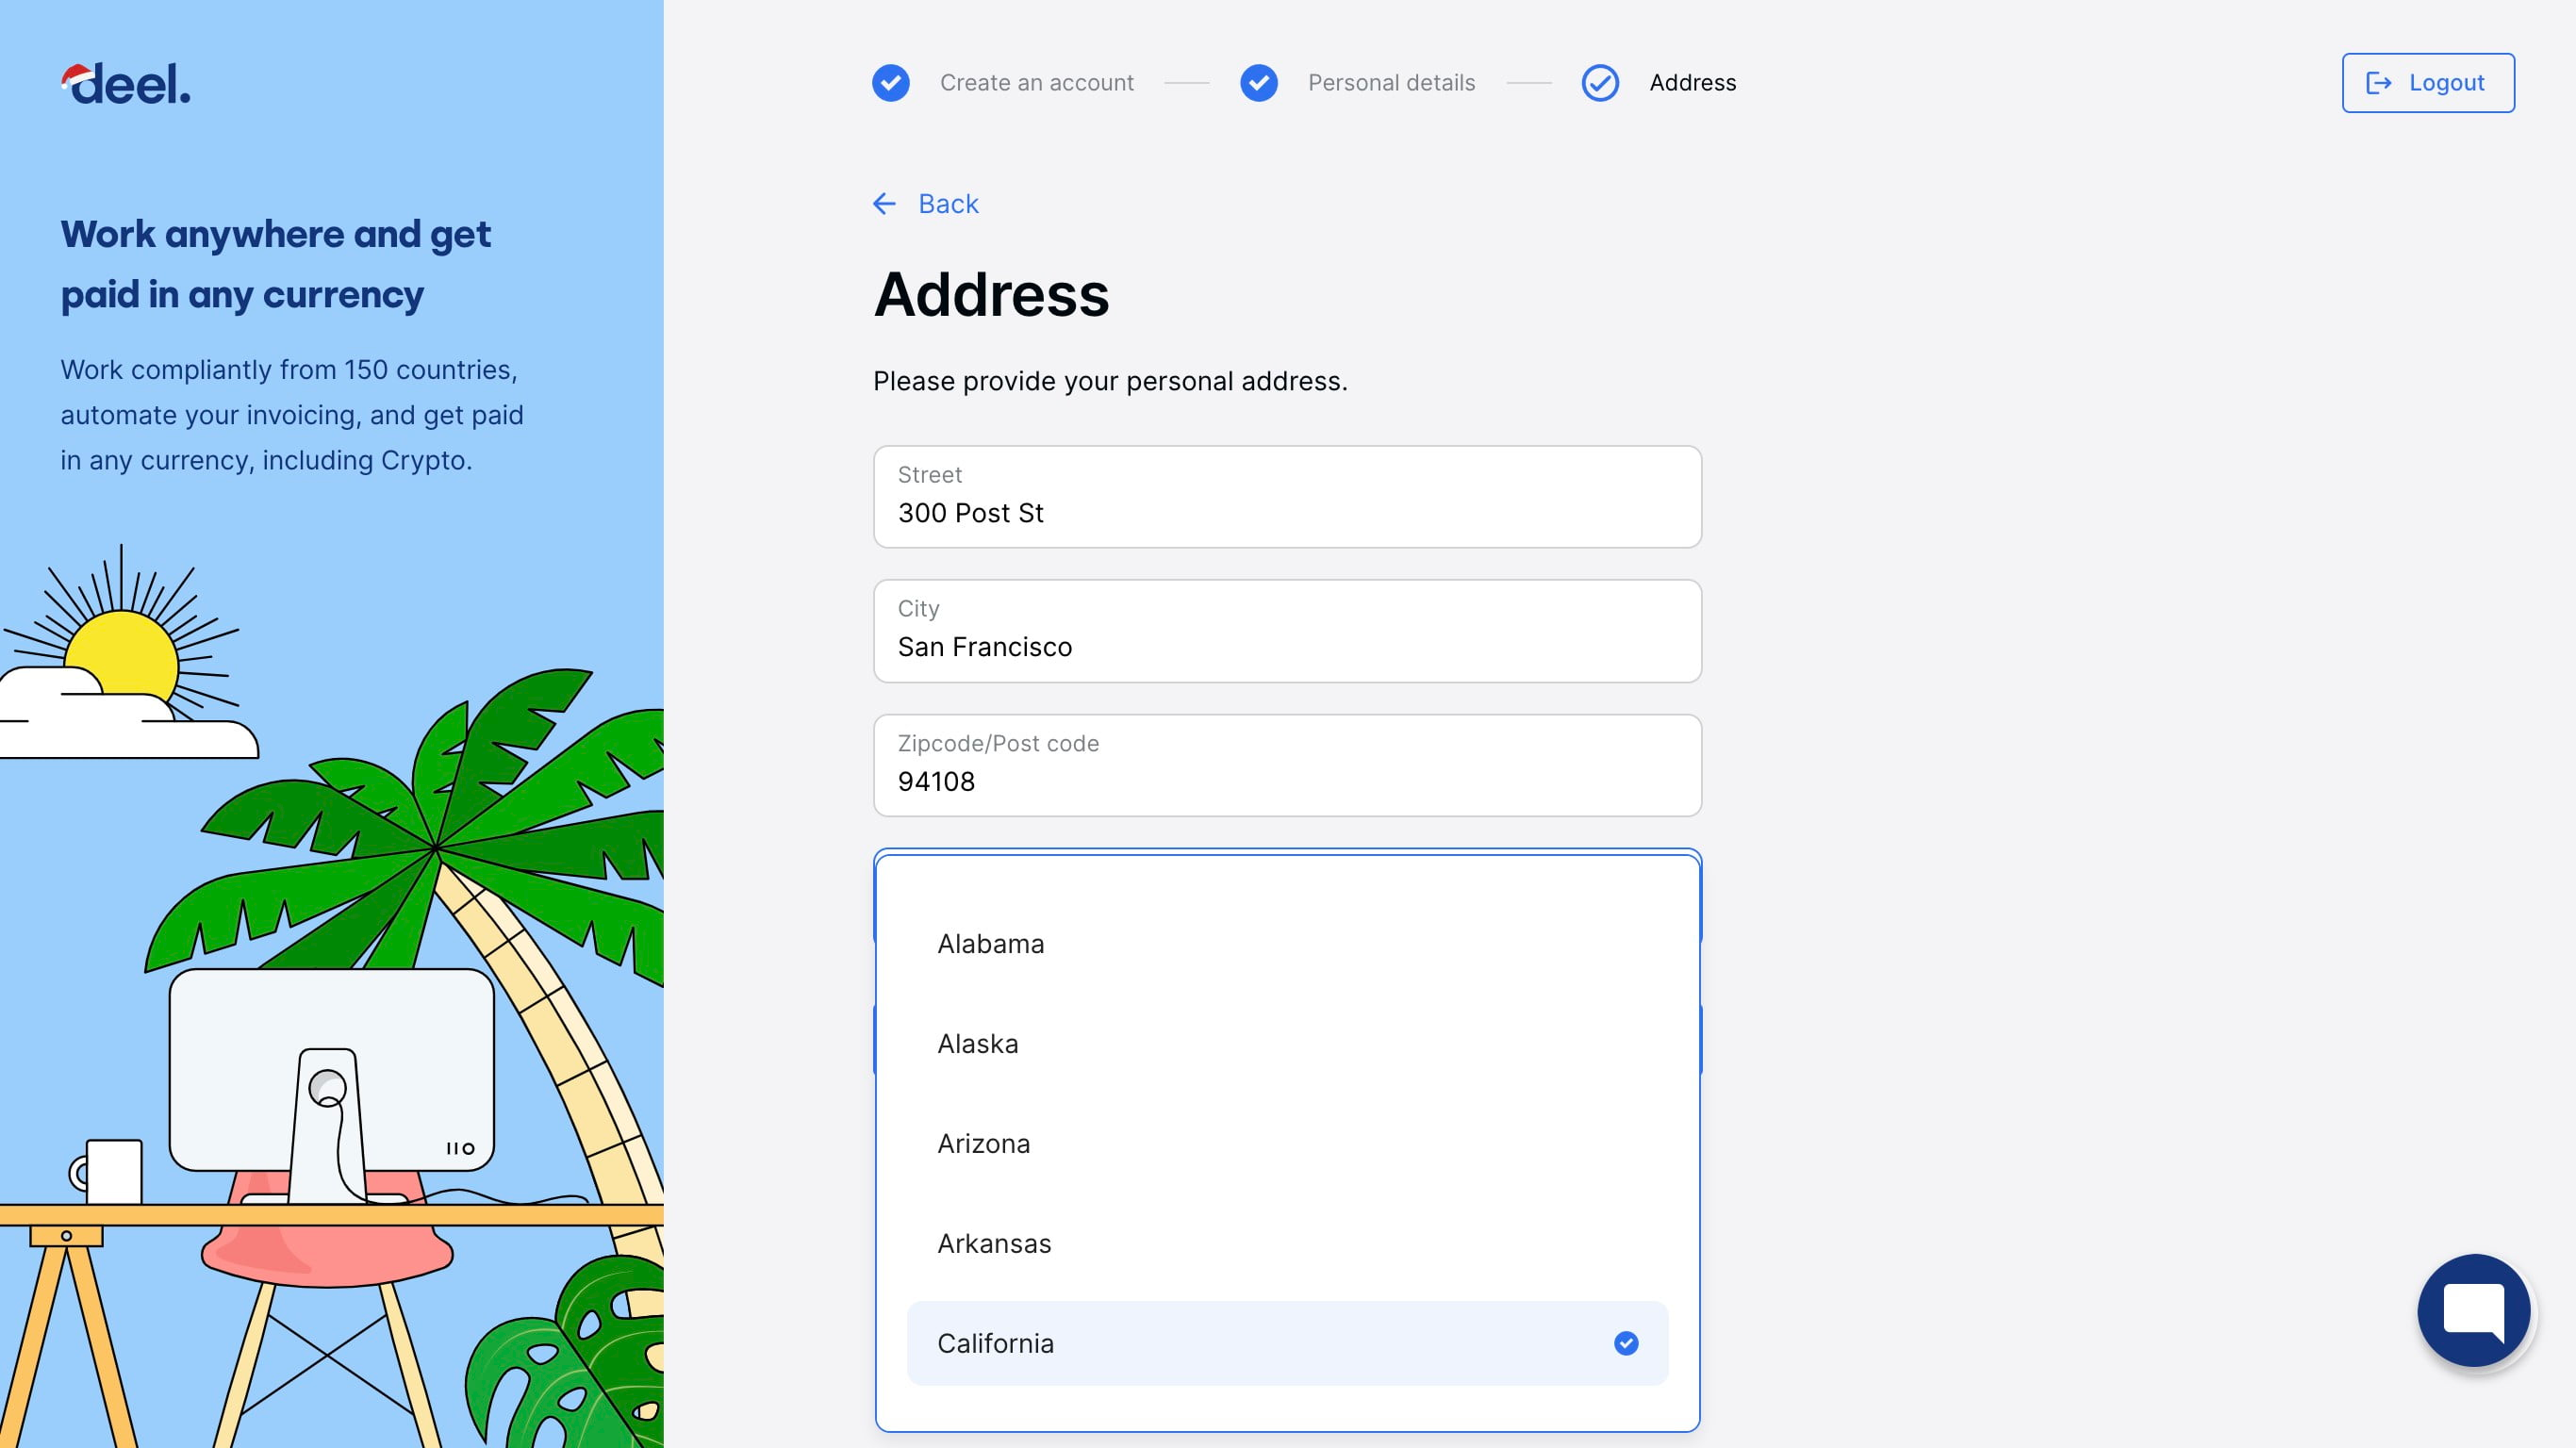 deel.
Work anywhere and get
paid in any currency
Work compliantly from 150 countries,
automate your invoicing, and get paid
in any currency, including Crypto.
Create an account
Personal details
Address
Logout
Back
Address
Please provide your personal address.
Street
300 Post St
City
San Francisco
Zipcode/Post code
94108
Alabama
Alaska
Arizona
Arkansas
California